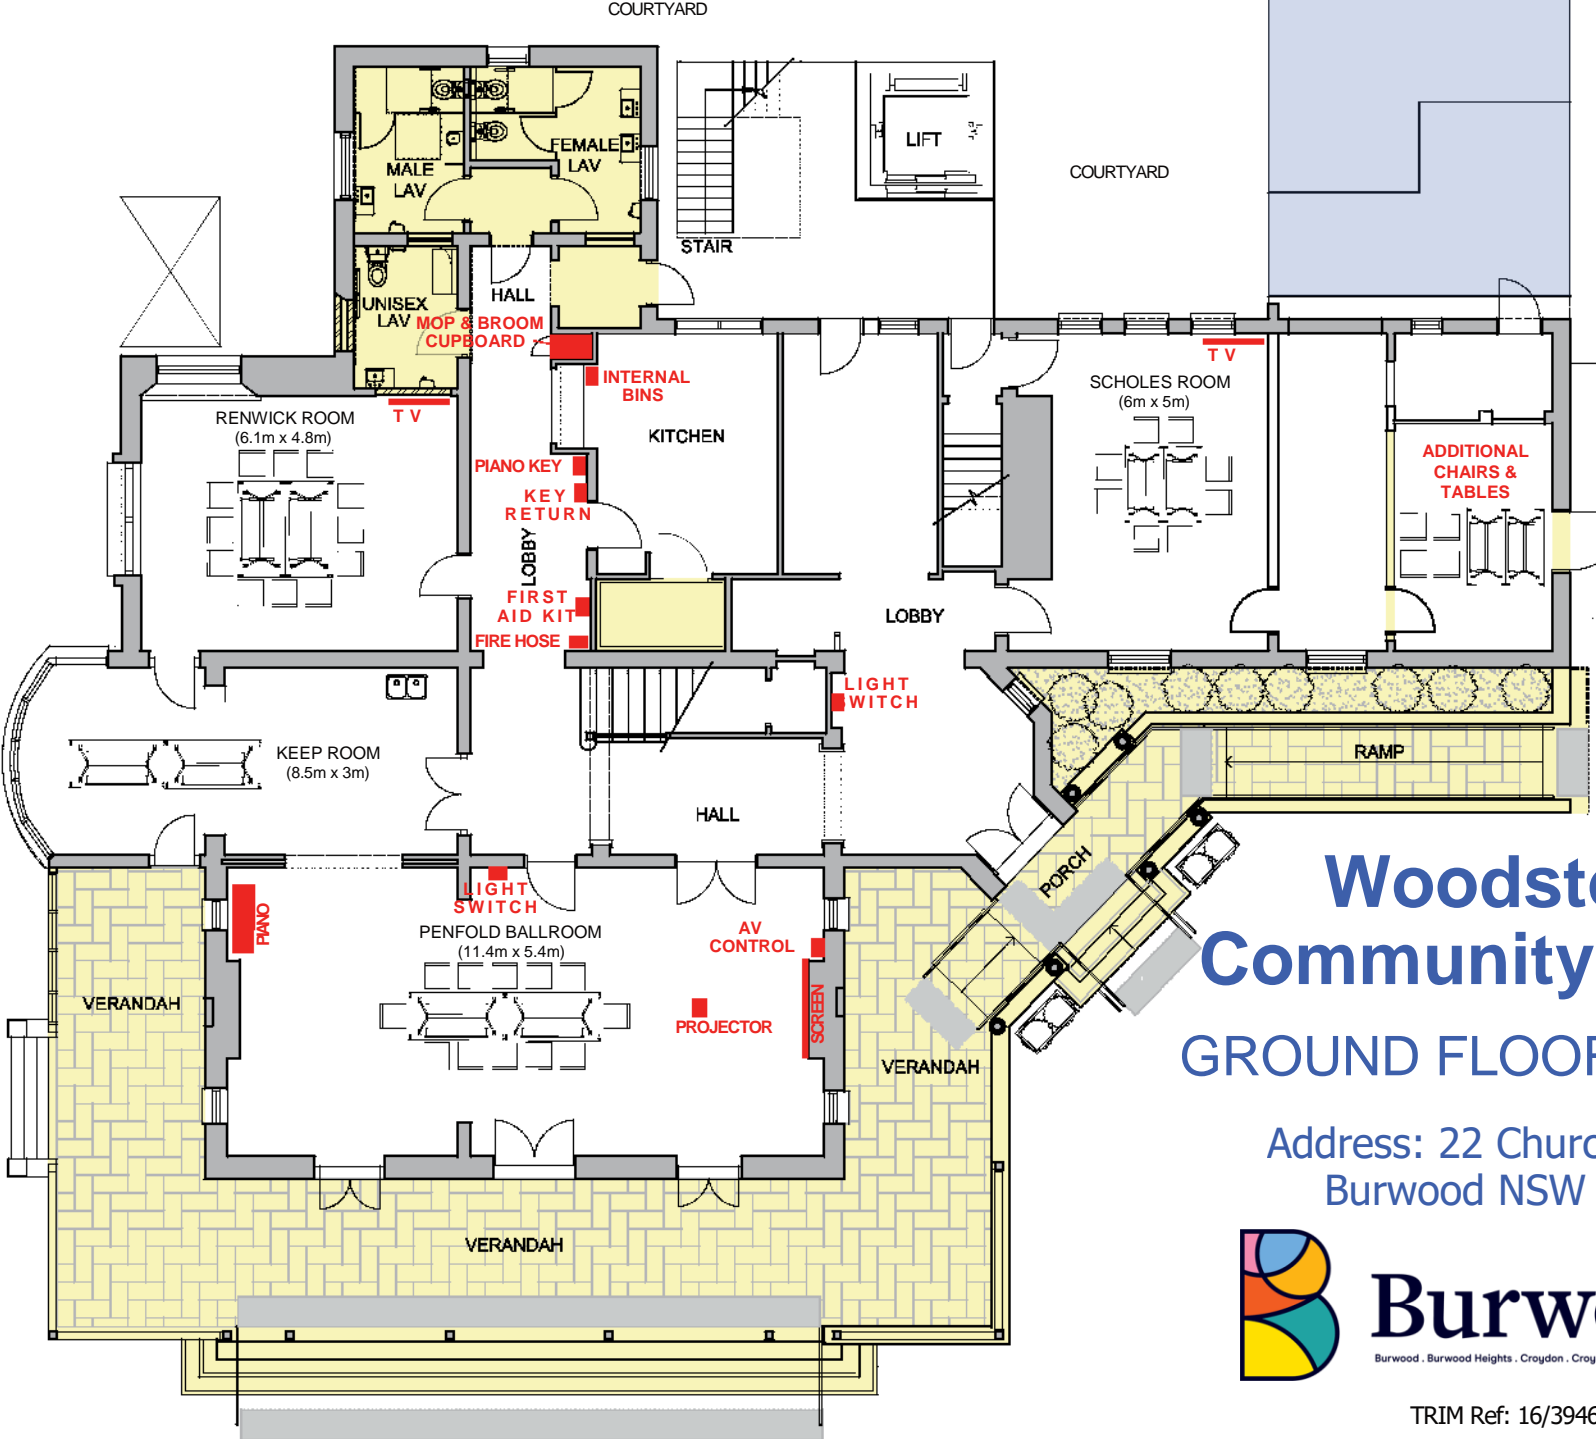 COURTYARD
LIFT
COURTYARD
FEMALE
LAV
MALE
LAV
STAIR
HALL
UNISEX
LAV
MOP & BROOM
CUPBOARD
INTERNAL
BINS
T V
T V
SCHOLES ROOM
(6m x 5m)
RENWICK ROOM
(6.1m x 4.8m)
KITCHEN
PIANO KEY
KEY
RETURN
LOBBY
ADDITIONAL
CHAIRS &
TABLES
FIRST
AID KIT
FIRE HOSE
LOBBY
LIGHT
SWITCH
KEEP ROOM
(8.5m x 3m)
HALL
RAMP
PORCH
LIGHT
SWITCH
PIANO
PENFOLD BALLROOM
(11.4m x 5.4m)
AV
CONTROL
SCREEN
PROJECTOR
VERANDAH
VERANDAH
VERANDAH
Community
GROUND FLOOR
Address: 22
Burwood NSW
Burwood . Burwood Heights . Croydon .
TRIM Ref: 16/3946